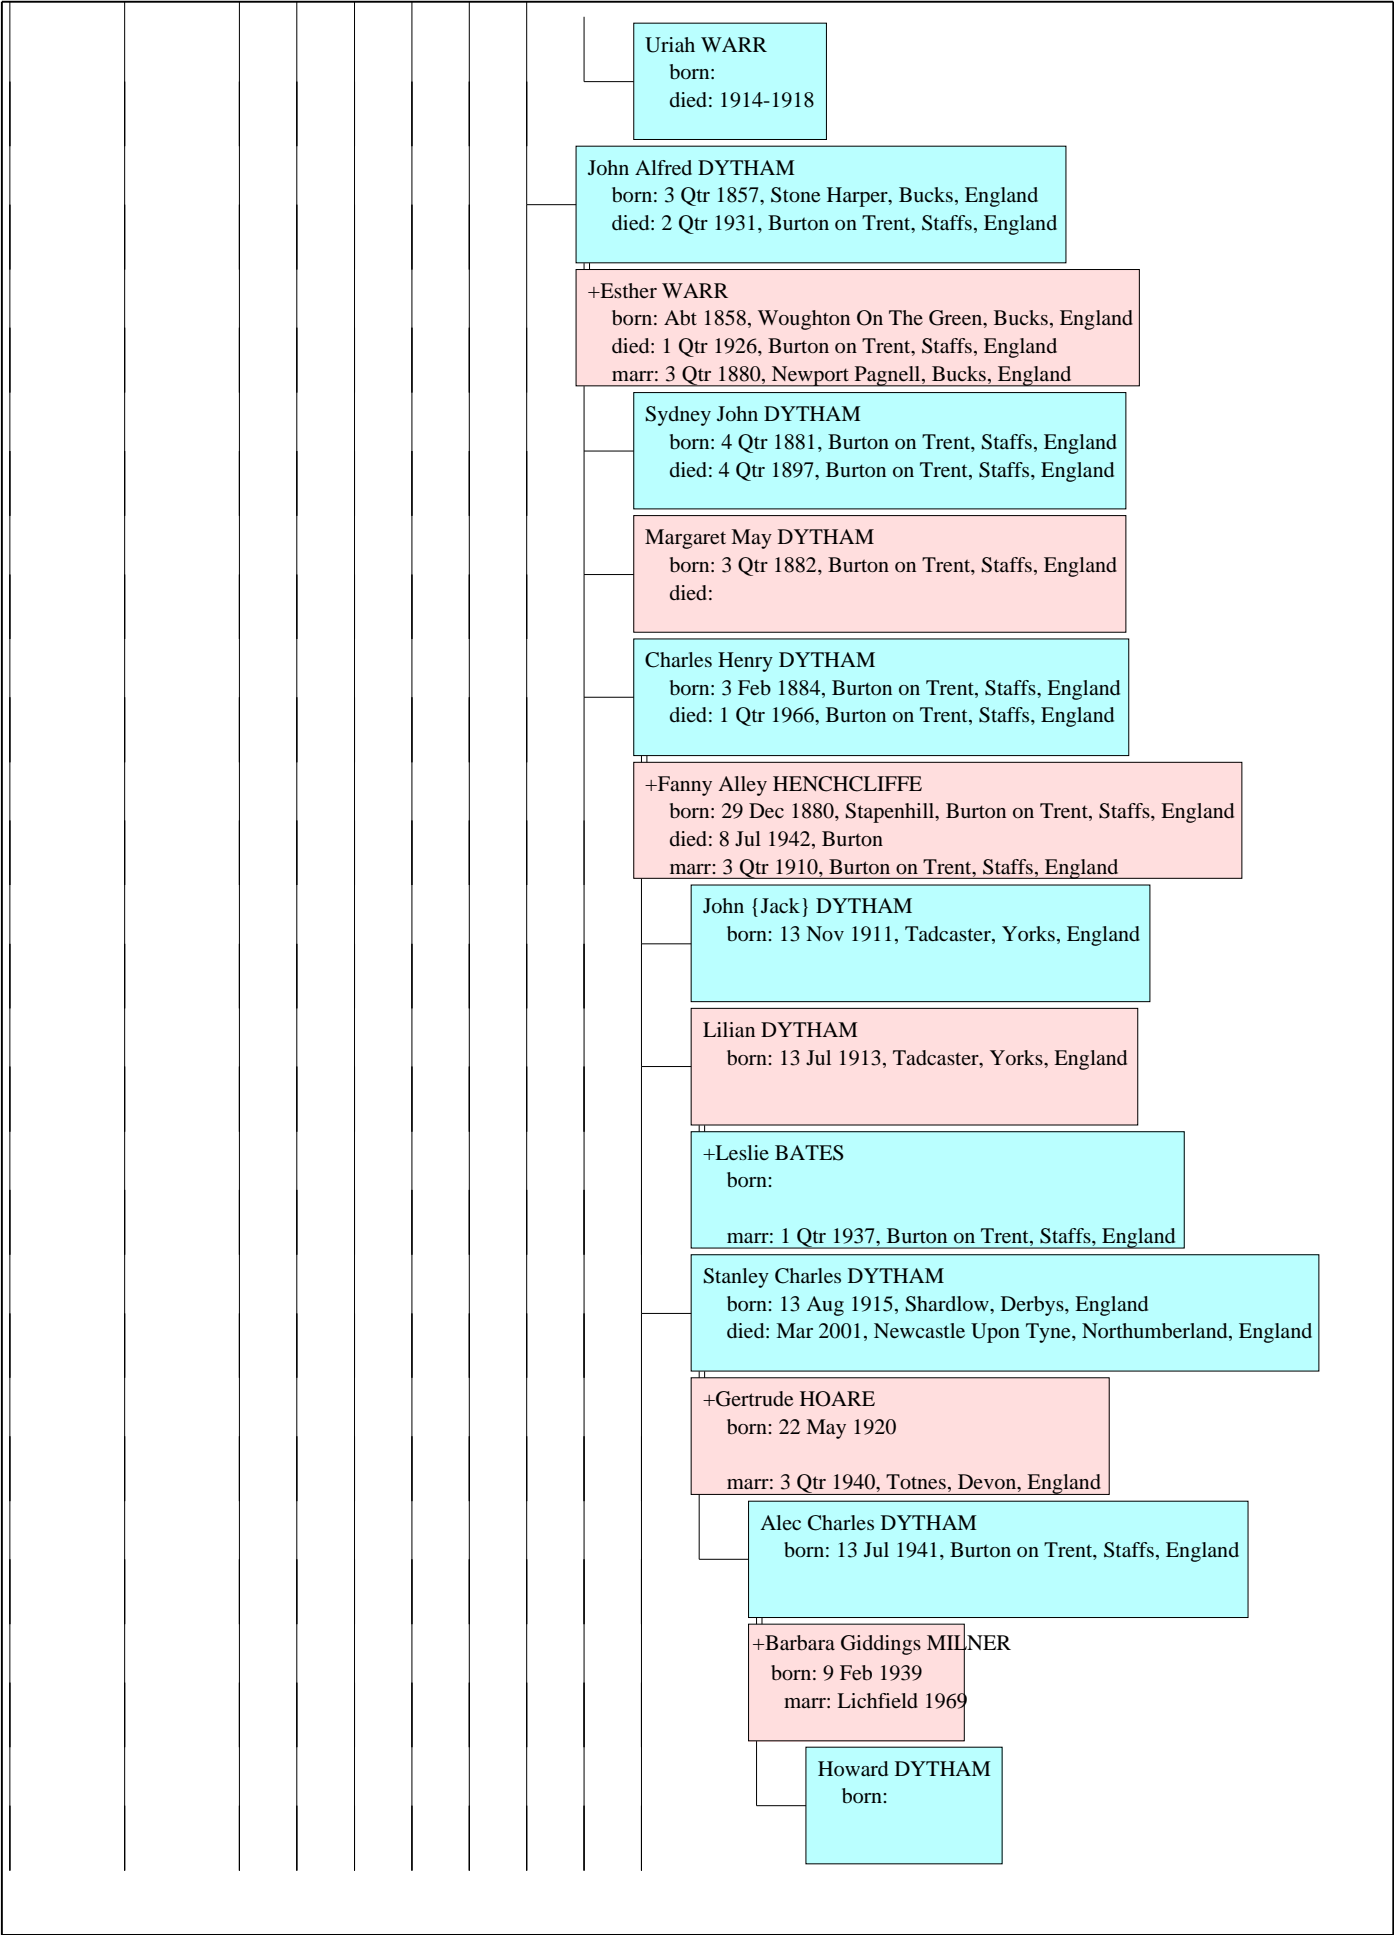 Uriah WARR
born:
died: 1914-1918
John Alfred DYTHAM
born: 3 Qtr 1857, Stone Harper, Bucks, England
died: 2 Qtr 1931, Burton on Trent, Staffs, England
+Esther WARR
born: Abt 1858, Woughton On The Green, Bucks, England
died: 1 Qtr 1926, Burton on Trent, Staffs, England
marr: 3 Qtr 1880, Newport Pagnell, Bucks, England
Sydney John DYTHAM
born: 4 Qtr 1881, Burton on Trent, Staffs, England
died: 4 Qtr 1897, Burton on Trent, Staffs, England
Margaret May DYTHAM
born: 3 Qtr 1882, Burton on Trent, Staffs, England
died:
Charles Henry DYTHAM
born: 3 Feb 1884, Burton on Trent, Staffs, England
died: 1 Qtr 1966, Burton on Trent, Staffs, England
+Fanny Alley HENCHCLIFFE
born: 29 Dec 1880, Stapenhill, Burton on Trent, Staffs, England
died: 8 Jul 1942, Burton
marr: 3 Qtr 1910, Burton on Trent, Staffs, England
John {Jack} DYTHAM
born: 13 Nov 1911, Tadcaster, Yorks, England
Lilian DYTHAM
born: 13 Jul 1913, Tadcaster, Yorks, England
+Leslie BATES
born:
marr: 1 Qtr 1937, Burton on Trent, Staffs, England
Stanley Charles DYTHAM
born: 13 Aug 1915, Shardlow, Derbys, England
died: Mar 2001, Newcastle Upon Tyne, Northumberland, England
+Gertrude HOARE
born: 22 May 1920
marr: 3 Qtr 1940, Totnes, Devon, England
Alec Charles DYTHAM
born: 13 Jul 1941, Burton on Trent, Staffs, England
+Barbara Giddings MILNER
born: 9 Feb 1939
marr: Lichfield 1969
Howard DYTHAM
born: